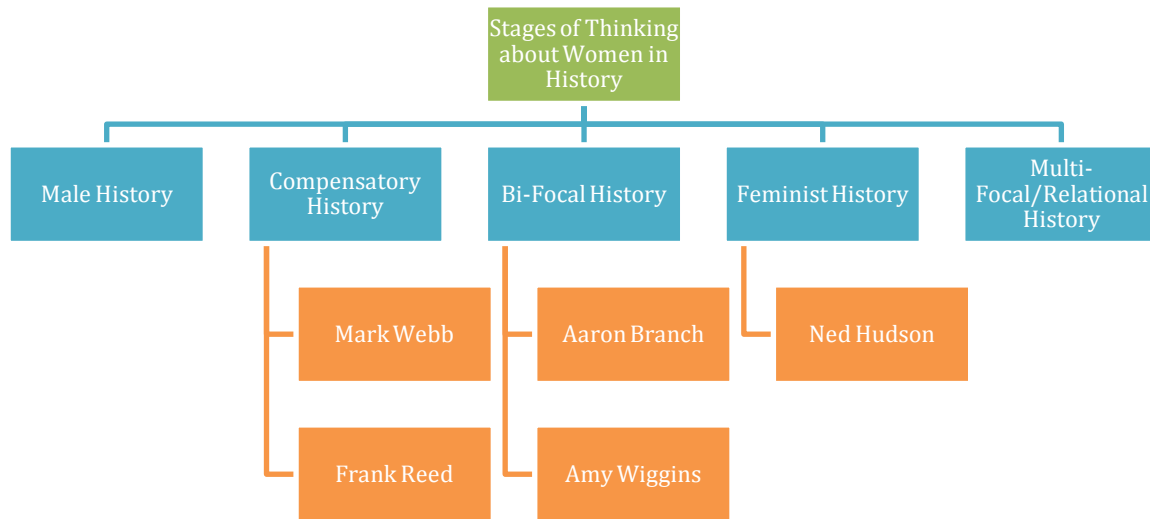 Stages of Thinking
about Women in
History
Male History
Compensatory
History
Bi-Focal History
Feminist History
Multi-
Focal/Relational
History
Mark Webb
Aaron Branch
Ned Hudson
Frank Reed
Amy Wiggins